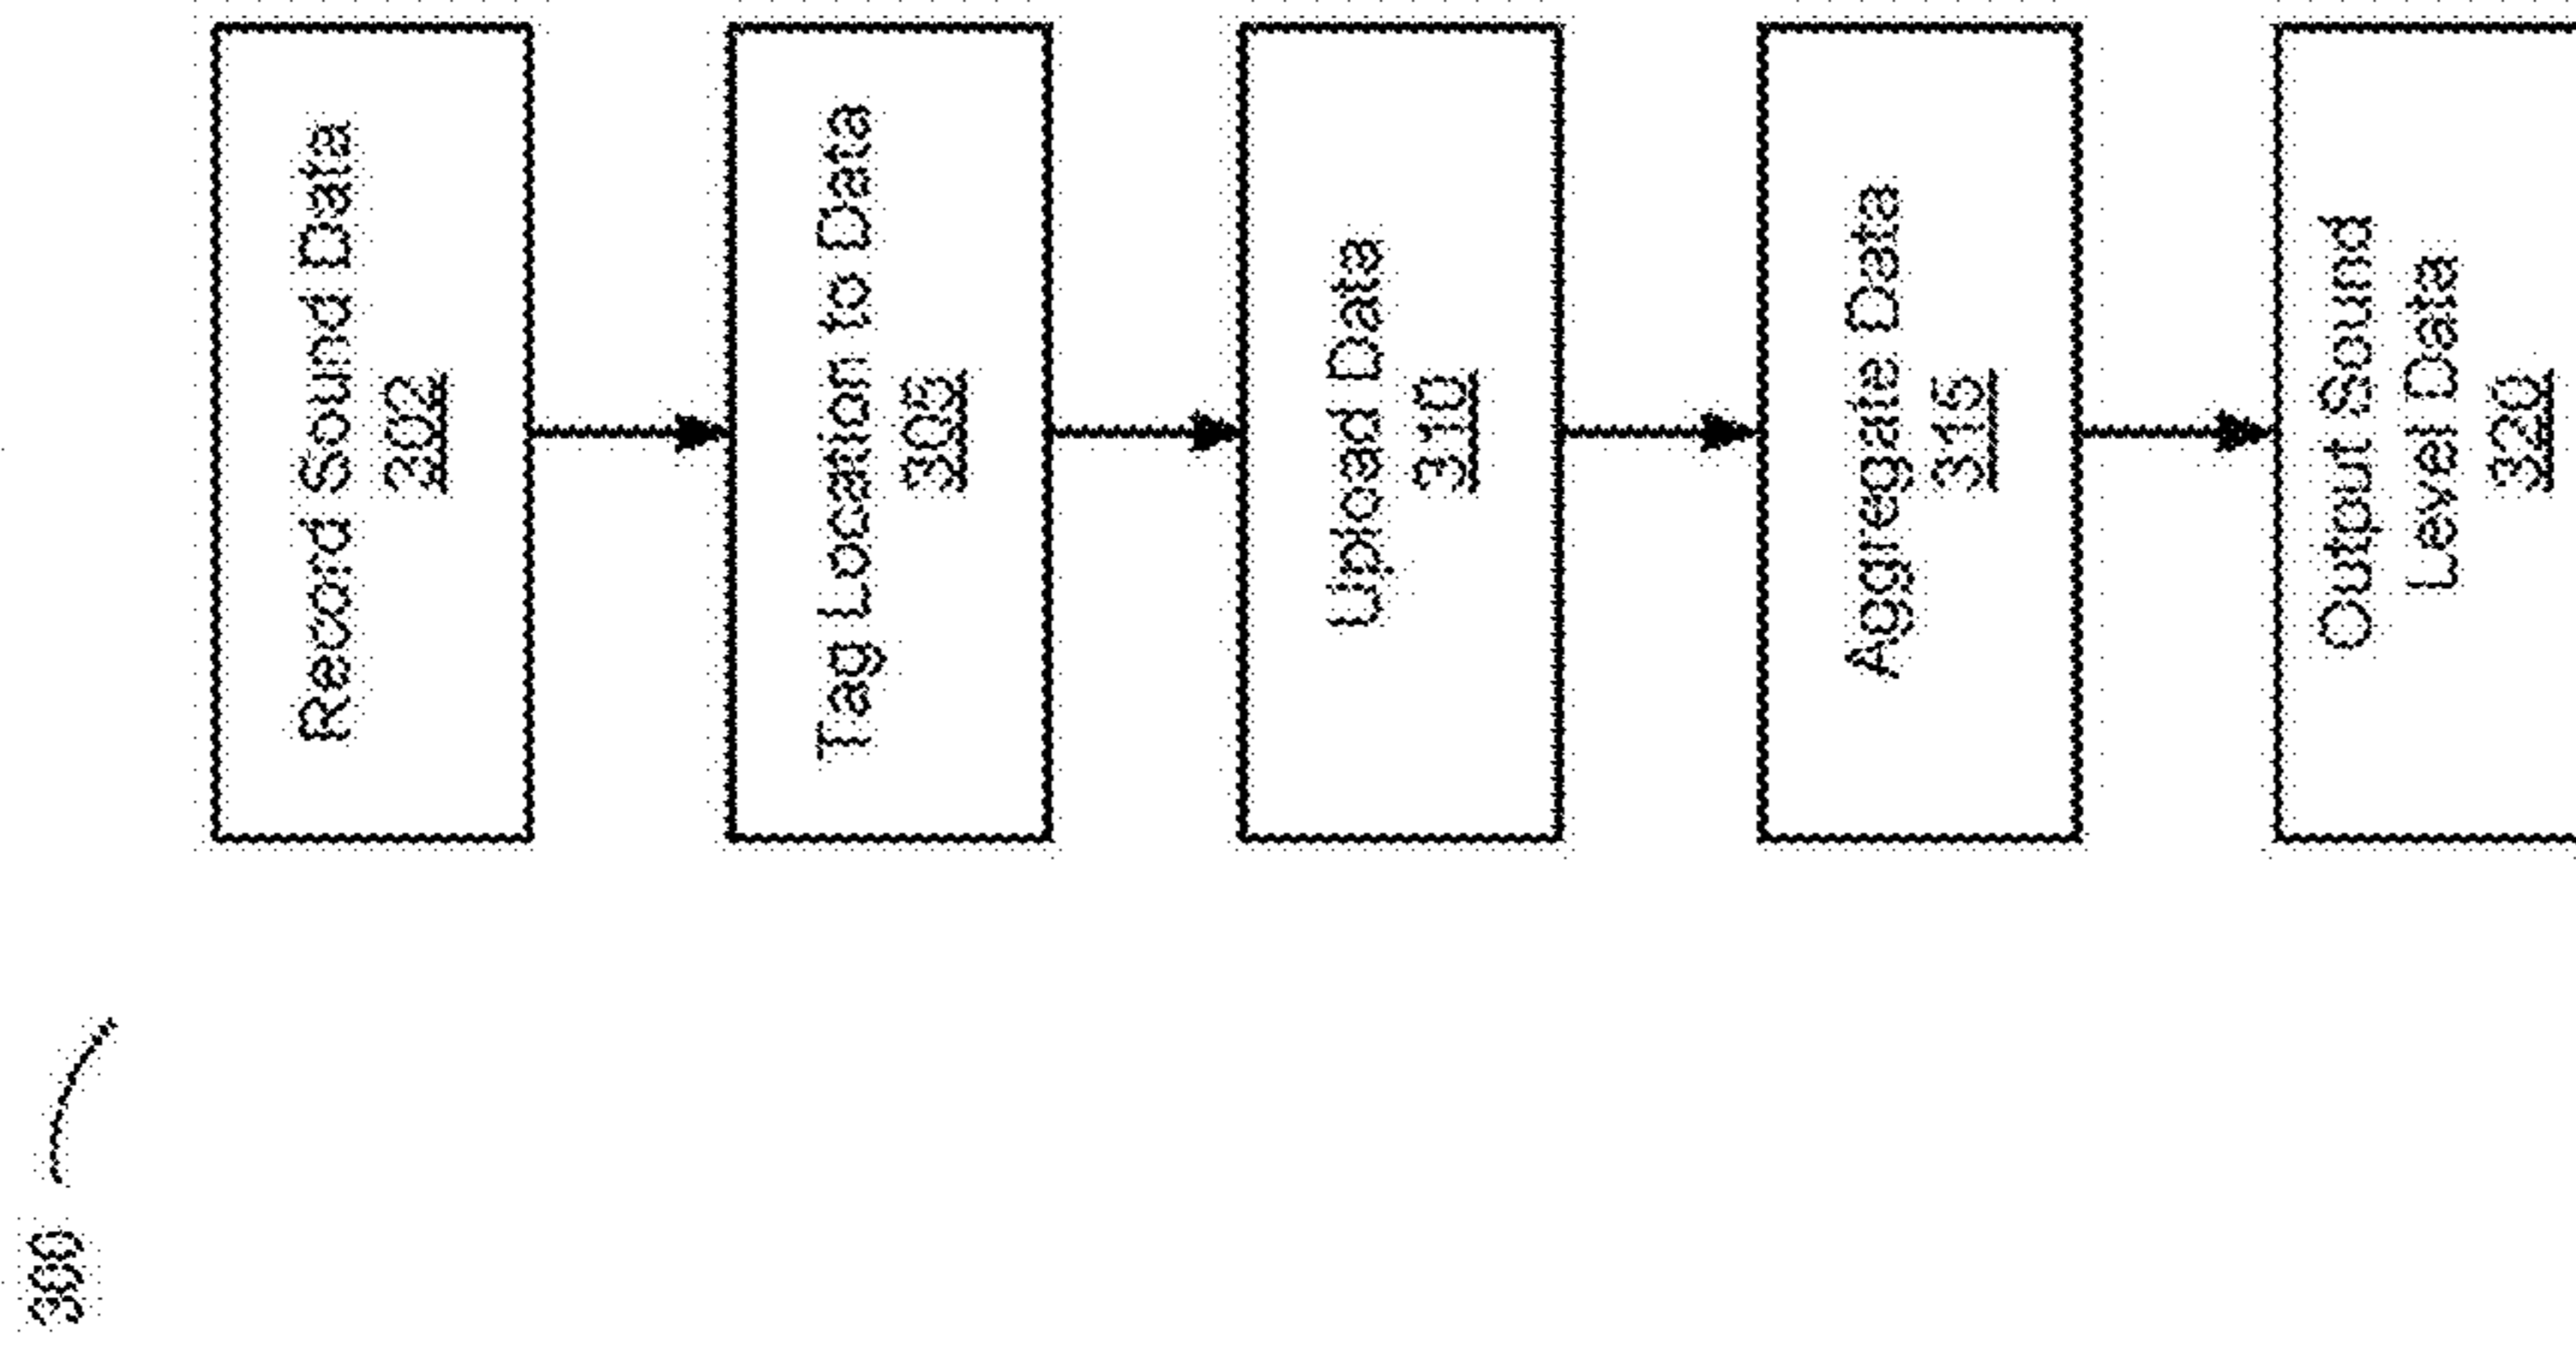 300
Record Sound Data
302
Tag Location to Data
305
Upload Data
310
Aggregate Data
315
Output Sound
Level Data
320